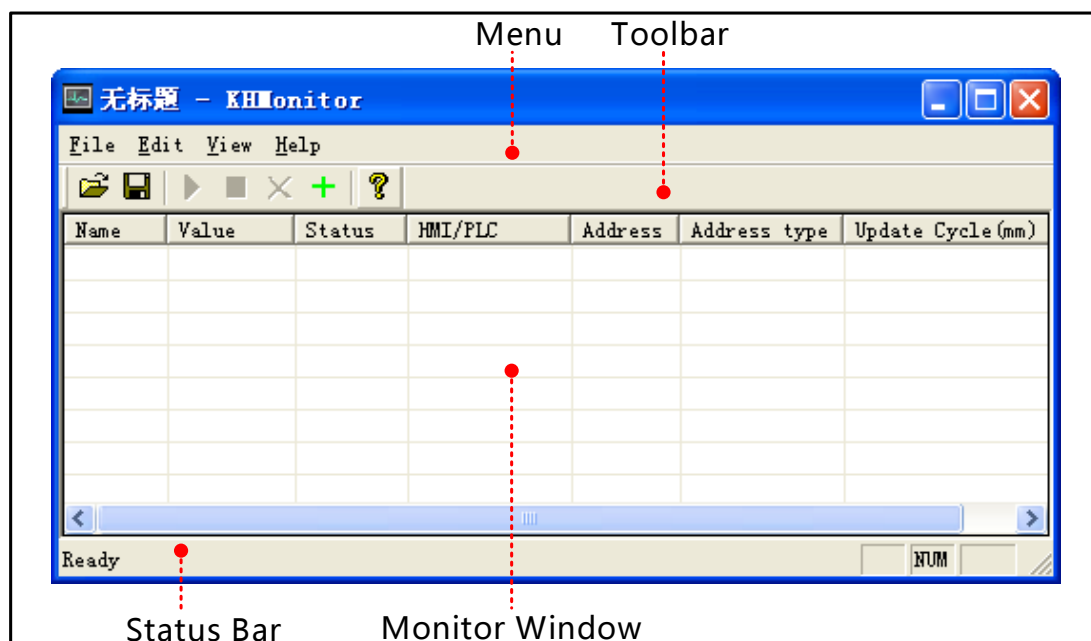 Menu Toolbar
无标题 - KHMonitor
File Edit View Help
Name Value Status HMI/PLC Address Address type Update Cycle(mm)
Ready NUM
Status Bar Monitor Window